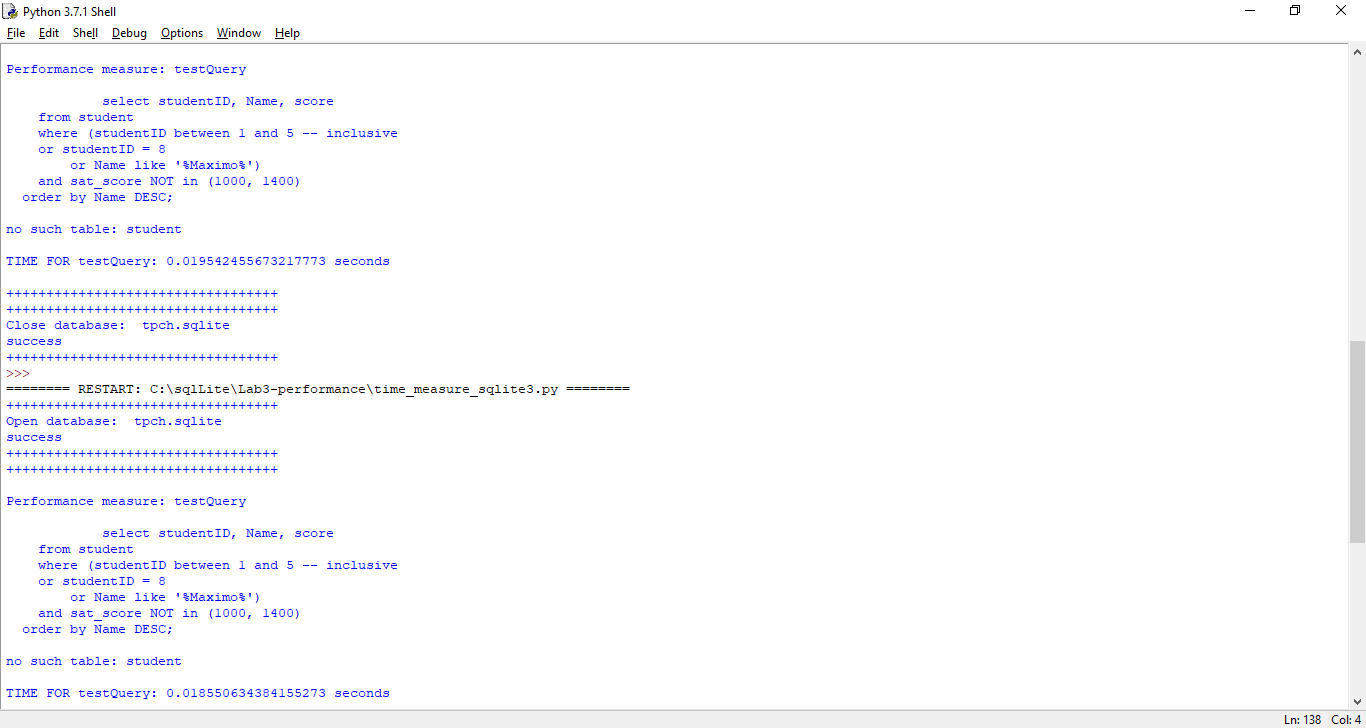 Python 3.7.1 Shell
File Edit Shell Debug Options Window Help
Performance measure: testQuery
select studentID, Name, score
from student
where (studentID between 1 and 5 -- inclusive
or studentID = 8
or Name like '%Maximo%')
and sat_score NOT in (1000, 1400)
order by Name DESC;
no such table: student
TIME FOR testQuery: 0.019542455673217773 seconds
++++++++++++++++++++++++++++++++++
++++++++++++++++++++++++++++++++++
Close database:  tpch.sqlite
success
++++++++++++++++++++++++++++++++++
>>>
======== RESTART: C:\sqlLite\Lab3-performance\time_measure_sqlite3.py ========
++++++++++++++++++++++++++++++++++
Open database:  tpch.sqlite
success
++++++++++++++++++++++++++++++++++
++++++++++++++++++++++++++++++++++
Performance measure: testQuery
select studentID, Name, score
from student
where (studentID between 1 and 5 -- inclusive
or studentID = 8
or Name like '%Maximo%')
and sat_score NOT in (1000, 1400)
order by Name DESC;
no such table: student
TIME FOR testQuery: 0.018550634384155273 seconds
Ln: 138 Col: 4